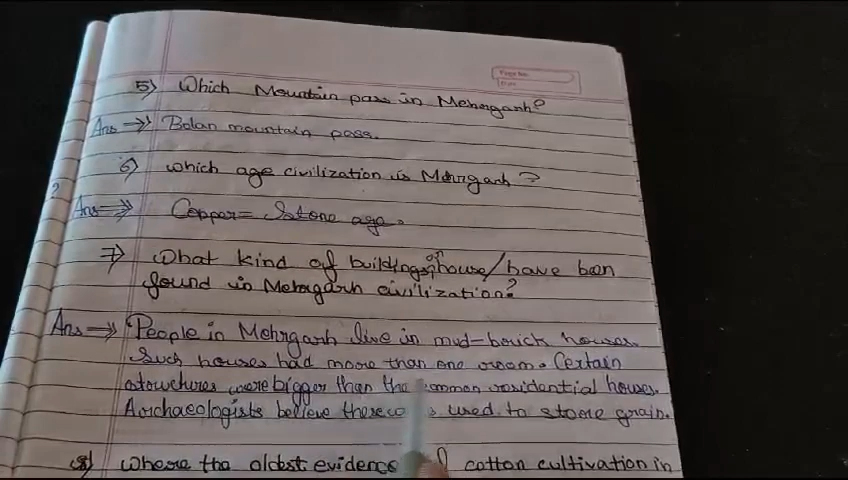 Page No.
5) Which Mountain pass in Mehrgarh?
Ans => Bolan mountain pass.
6) which age civilization is Mehrgarh?
?
Ans => Copper = Stone age.
7) What kind of buildings or house/have been
found in Mehrgarh civilization?
Ans => People in Mehrgarh live in mud-brick houses.
Such houses had more than one room. Certain
structures were bigger than the common residential houses.
Archaeologists believe these used to store grain.
8) where the oldest evidence cotton cultivation in